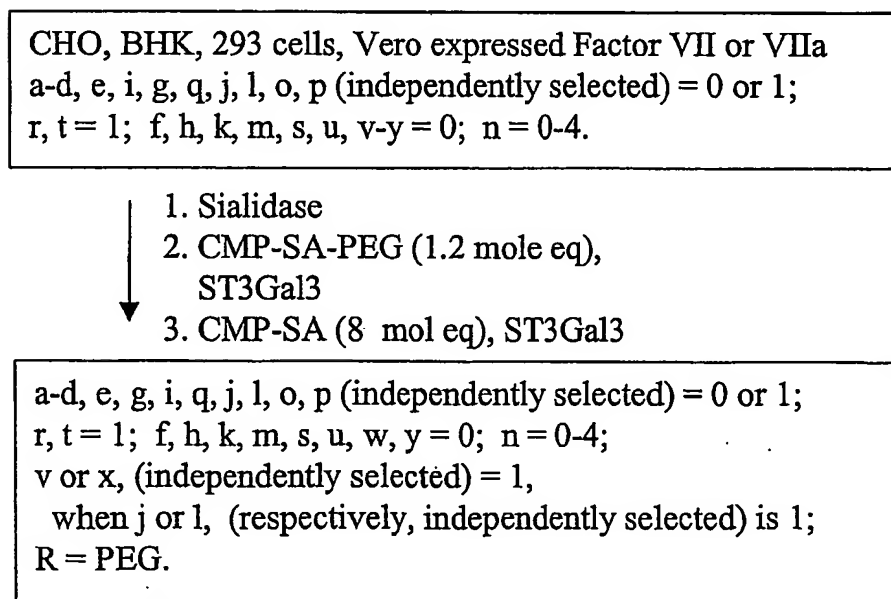 CHO, BHK, 293 cells, Vero expressed Factor VII or VIIa
a-d, e, i, g, q, j, l, o, p (independently selected) = 0 or 1;
r, t = 1; f, h, k, m, s, u, v-y = 0; n = 0-4.
1. Sialidase
2. CMP-SA-PEG (1.2 mole eq),
ST3Gal3
3. CMP-SA (8 mol eq), ST3Gal3
a-d, e, g, i, q, j, l, o, p (independently selected) = 0 or 1;
r, t = 1; f, h, k, m, s, u, w, y = 0; n = 0-4;
v or x, (independently selected) = 1,
when j or l, (respectively, independently selected) is 1;
R = PEG.